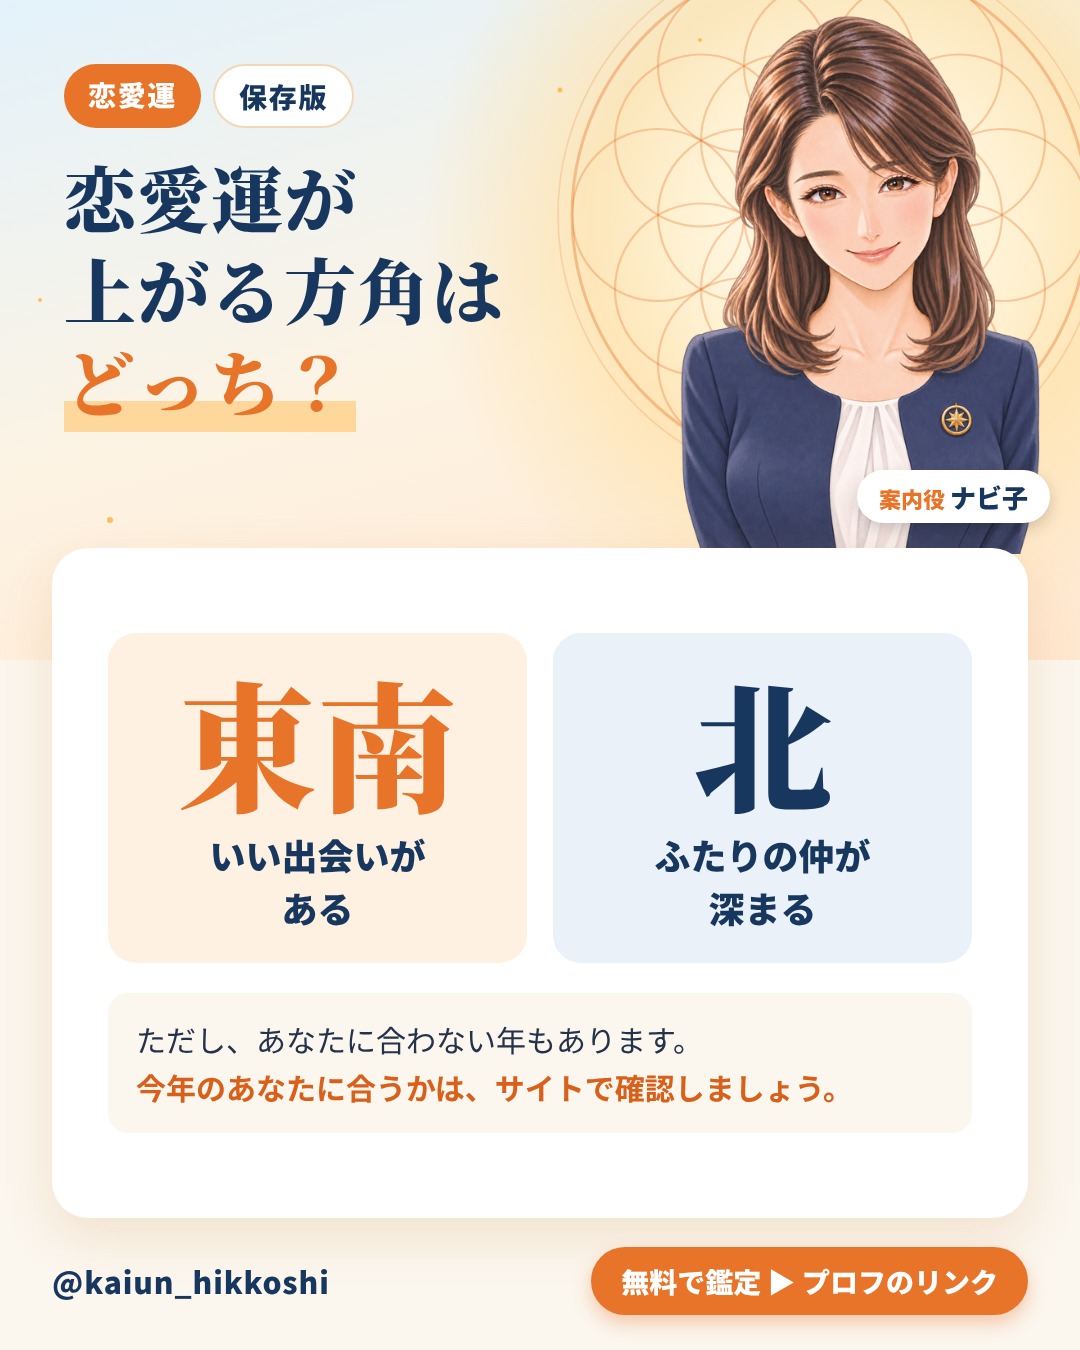 恋愛運
保存版
恋愛運が
上がる方角は
どっち？
案内役 ナビ子
東南
いい出会いが
ある
北
ふたりの仲が
深まる
ただし、あなたに合わない年もあります。
今年のあなたに合うかは、サイトで確認しましょう。
@kaiun_hikkoshi
無料で鑑定 ▶ プロフのリンク